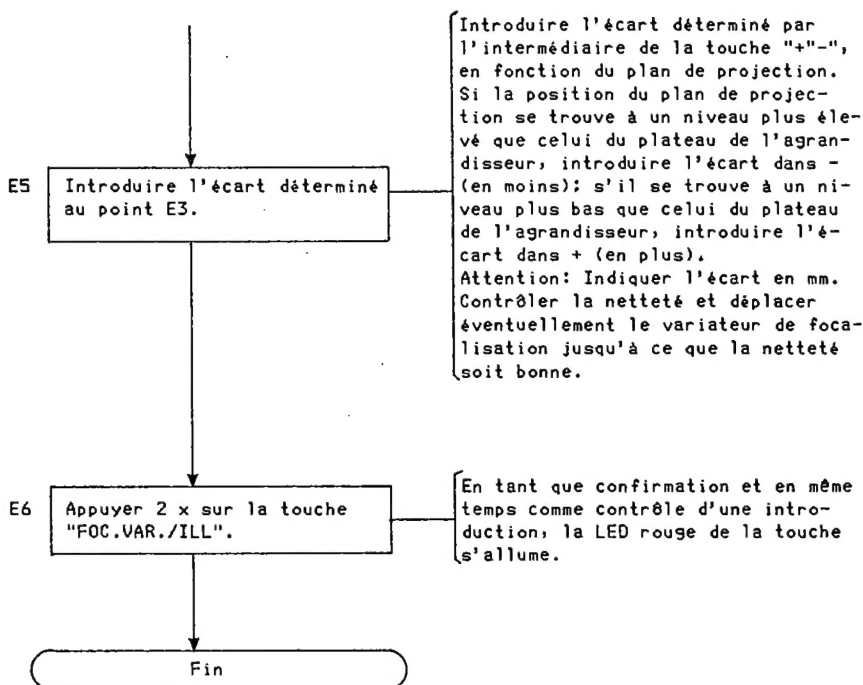 E5
Introduire l'écart déterminé
au point E3.
Introduire l'écart déterminé par
l'intermédiaire de la touche "+"-",
en fonction du plan de projection.
Si la position du plan de projec-
tion se trouve à un niveau plus éle-
vé que celui du plateau de l'agran-
disseur, introduire l'écart dans -
(en moins); s'il se trouve à un ni-
veau plus bas que celui du plateau
de l'agrandisseur, introduire l'é-
cart dans + (en plus).
Attention: Indiquer l'écart en mm.
Contrôler la netteté et déplacer
éventuellement le variateur de foca-
lisation jusqu'à ce que la netteté
soit bonne.
E6
Appuyer 2 x sur la touche
"FOC.VAR./ILL".
En tant que confirmation et en même
temps comme contrôle d'une intro-
duction, la LED rouge de la touche
s'allume.
Fin